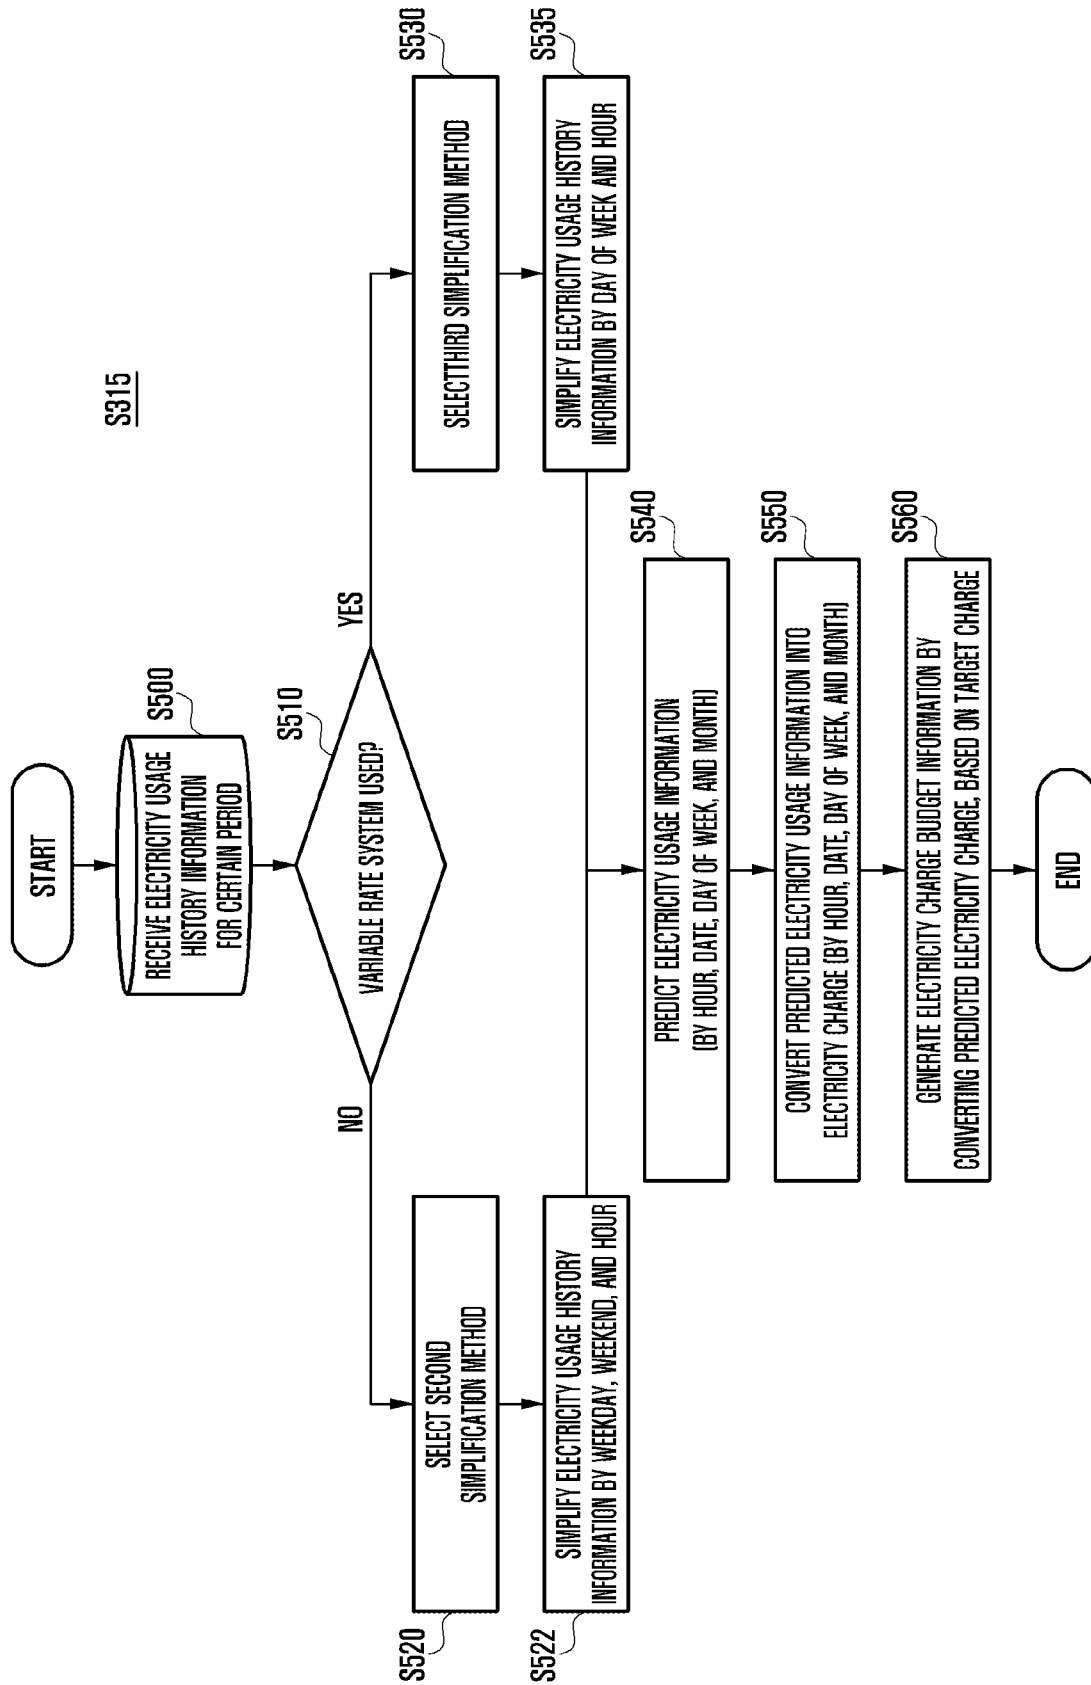 S315
START
S500
RECEIVE ELECTRICITY USAGE
HISTORY INFORMATION
FOR CERTAIN PERIOD
S510
VARIABLE RATE SYSTEM USED?
NO
YES
S520
SELECT SECOND
SIMPLIFICATION METHOD
S530
SELECTTHIRD SIMPLIFICATION METHOD
S522
SIMPLIFY ELECTRICITY USAGE HISTORY
INFORMATION BY WEEKDAY, WEEKEND, AND HOUR
S535
SIMPLIFY ELECTRICITY USAGE HISTORY
INFORMATION BY DAY OF WEEK AND HOUR
S540
PREDICT ELECTRICITY USAGE INFORMATION
(BY HOUR, DATE, DAY OF WEEK, AND MONTH)
S550
CONVERT PREDICTED ELECTRICITY USAGE INFORMATION INTO
ELECTRICITY CHARGE (BY HOUR, DATE, DAY OF WEEK, AND MONTH)
S560
GENERATE ELECTRICITY CHARGE BUDGET INFORMATION BY
CONVERTING PREDICTED ELECTRICITY CHARGE, BASED ON TARGET CHARGE
END